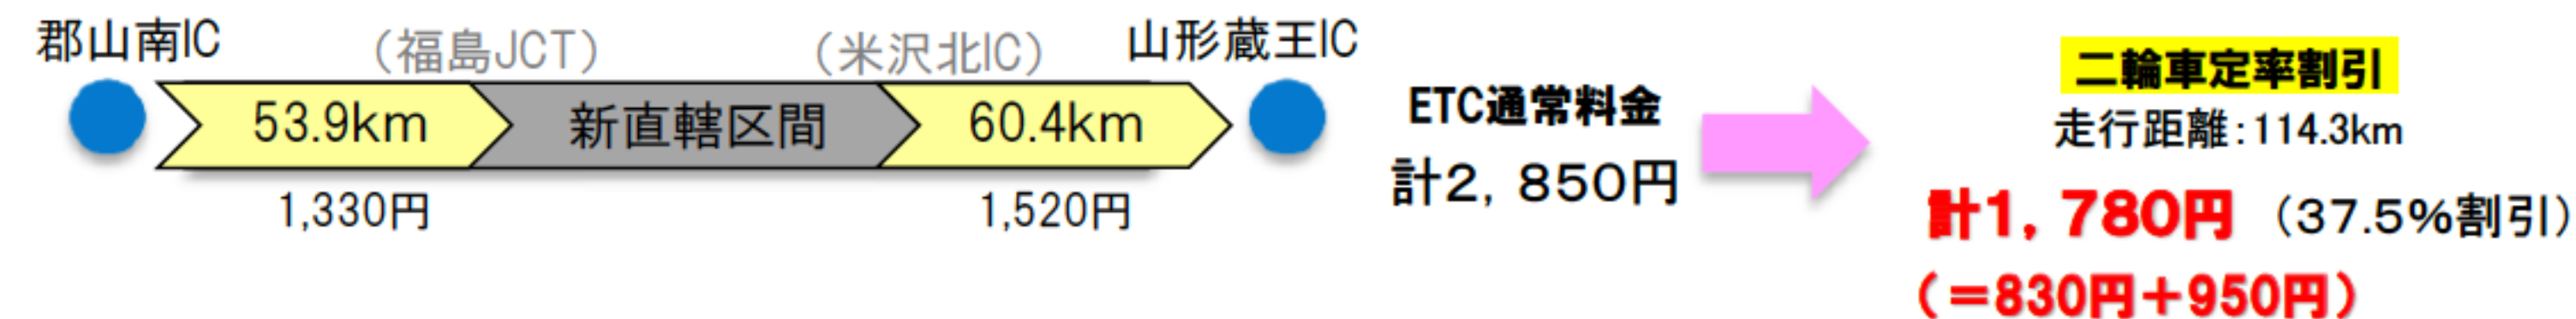 郡山南IC
（福島JCT）
（米沢北IC）
山形蔵王IC
53.9km
新直轄区間
60.4km
1,330円
1,520円
ETC通常料金
計2，850円
二輪車定率割引
走行距離：114.3km
計1，780円（37.5%割引）
（＝830円＋950円）